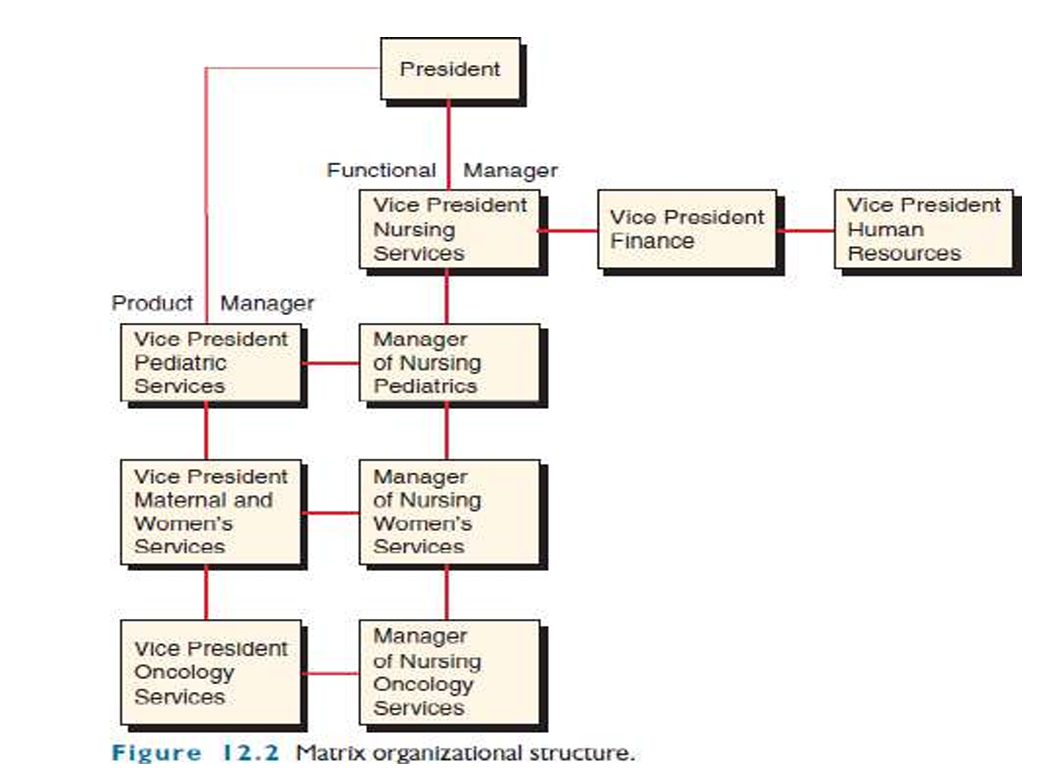 President
Functional Manager
Vice President
Nursing
Services
Vice President
Finance
Vice President
Human
Resources
Product Manager
Vice President
Pediatric
Services
Manager
of Nursing
Pediatrics
Vice President
Maternal and
Women's
Services
Manager
of Nursing
Women's
Services
Vice President
Oncology
Services
Manager
of Nursing
Oncology
Services
Figure 12.2 Matrix organizational structure.